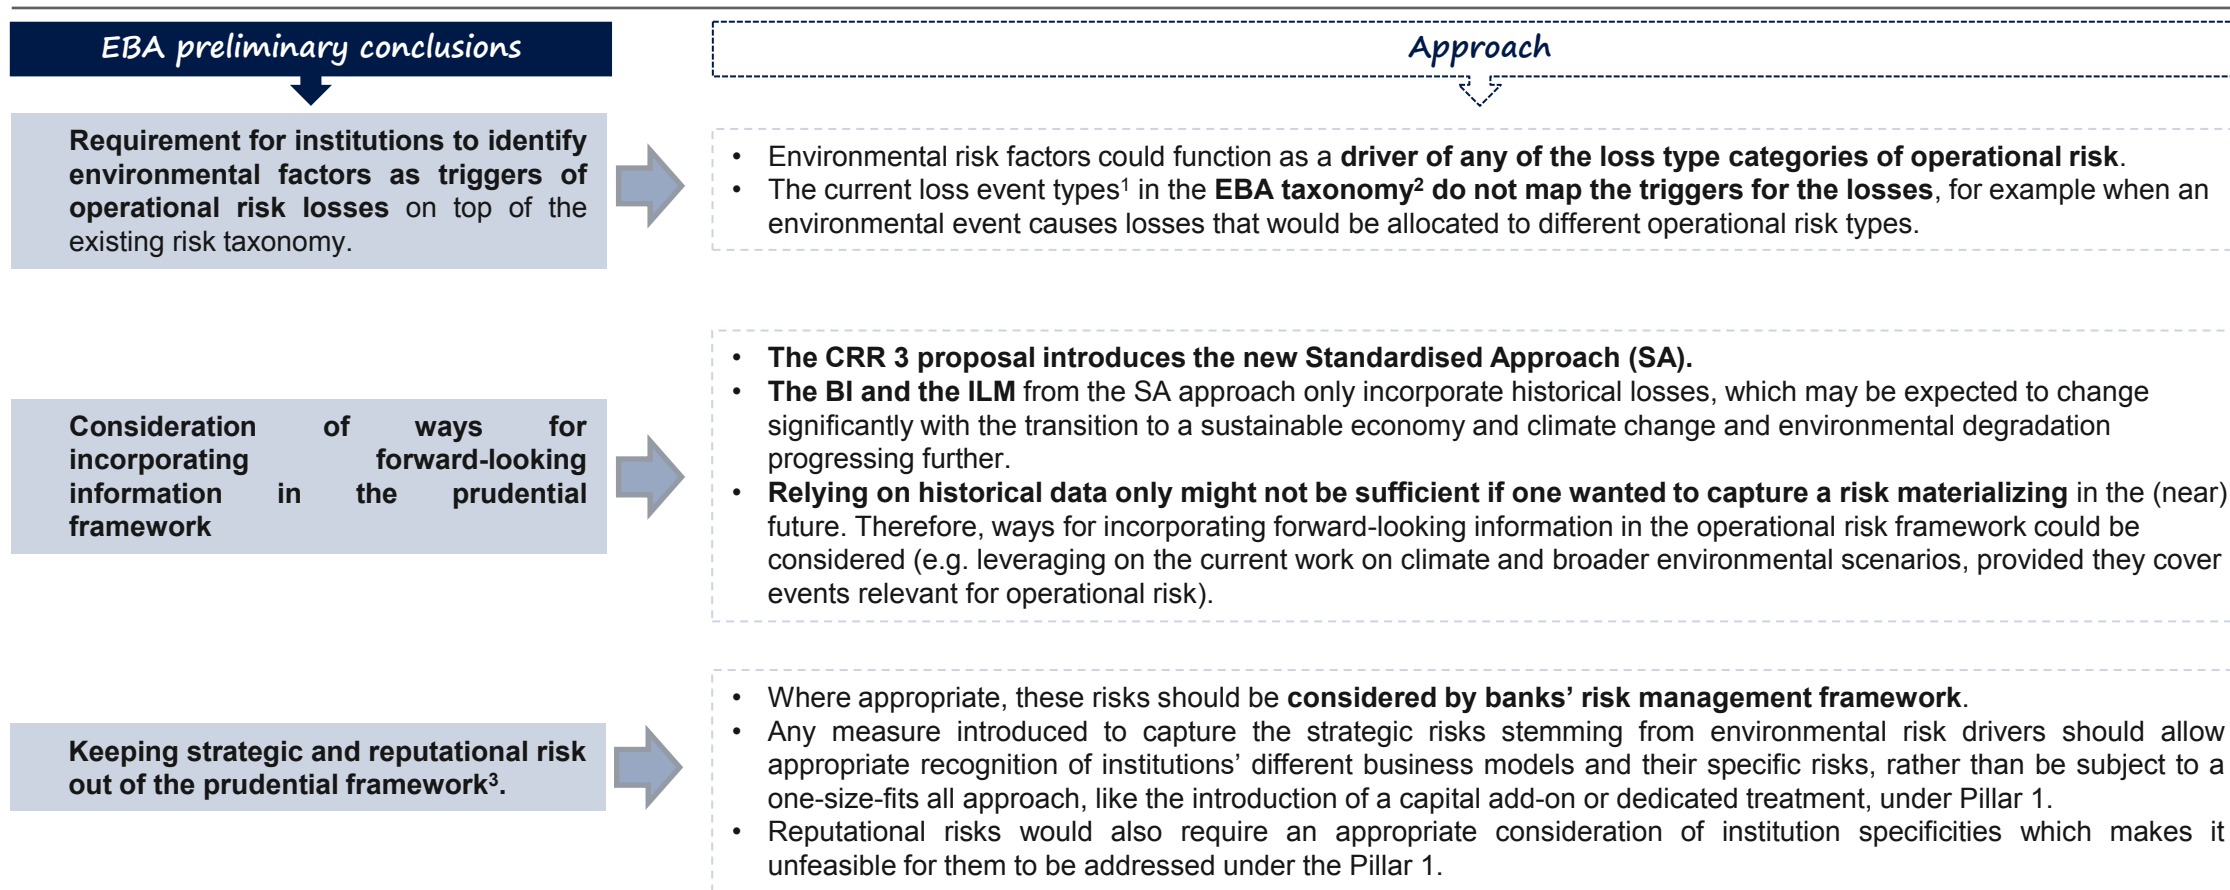 EBA preliminary conclusions
Approach
Requirement for institutions to identify
environmental factors as triggers of
operational risk losses on top of the
existing risk taxonomy.
• Environmental risk factors could function as a driver of any of the loss type categories of operational risk.
• The current loss event types¹ in the EBA taxonomy² do not map the triggers for the losses, for example when an
environmental event causes losses that would be allocated to different operational risk types.
Consideration of ways for
incorporating forward-looking
information in the prudential
framework
• The CRR 3 proposal introduces the new Standardised Approach (SA).
• The BI and the ILM from the SA approach only incorporate historical losses, which may be expected to change
significantly with the transition to a sustainable economy and climate change and environmental degradation
progressing further.
• Relying on historical data only might not be sufficient if one wanted to capture a risk materializing in the (near)
future. Therefore, ways for incorporating forward-looking information in the operational risk framework could be
considered (e.g. leveraging on the current work on climate and broader environmental scenarios, provided they cover
events relevant for operational risk).
Keeping strategic and reputational risk
out of the prudential framework³.
• Where appropriate, these risks should be considered by banks’ risk management framework.
• Any measure introduced to capture the strategic risks stemming from environmental risk drivers should allow
appropriate recognition of institutions’ different business models and their specific risks, rather than be subject to a
one-size-fits all approach, like the introduction of a capital add-on or dedicated treatment, under Pillar 1.
• Reputational risks would also require an appropriate consideration of institution specificities which makes it
unfeasible for them to be addressed under the Pillar 1.